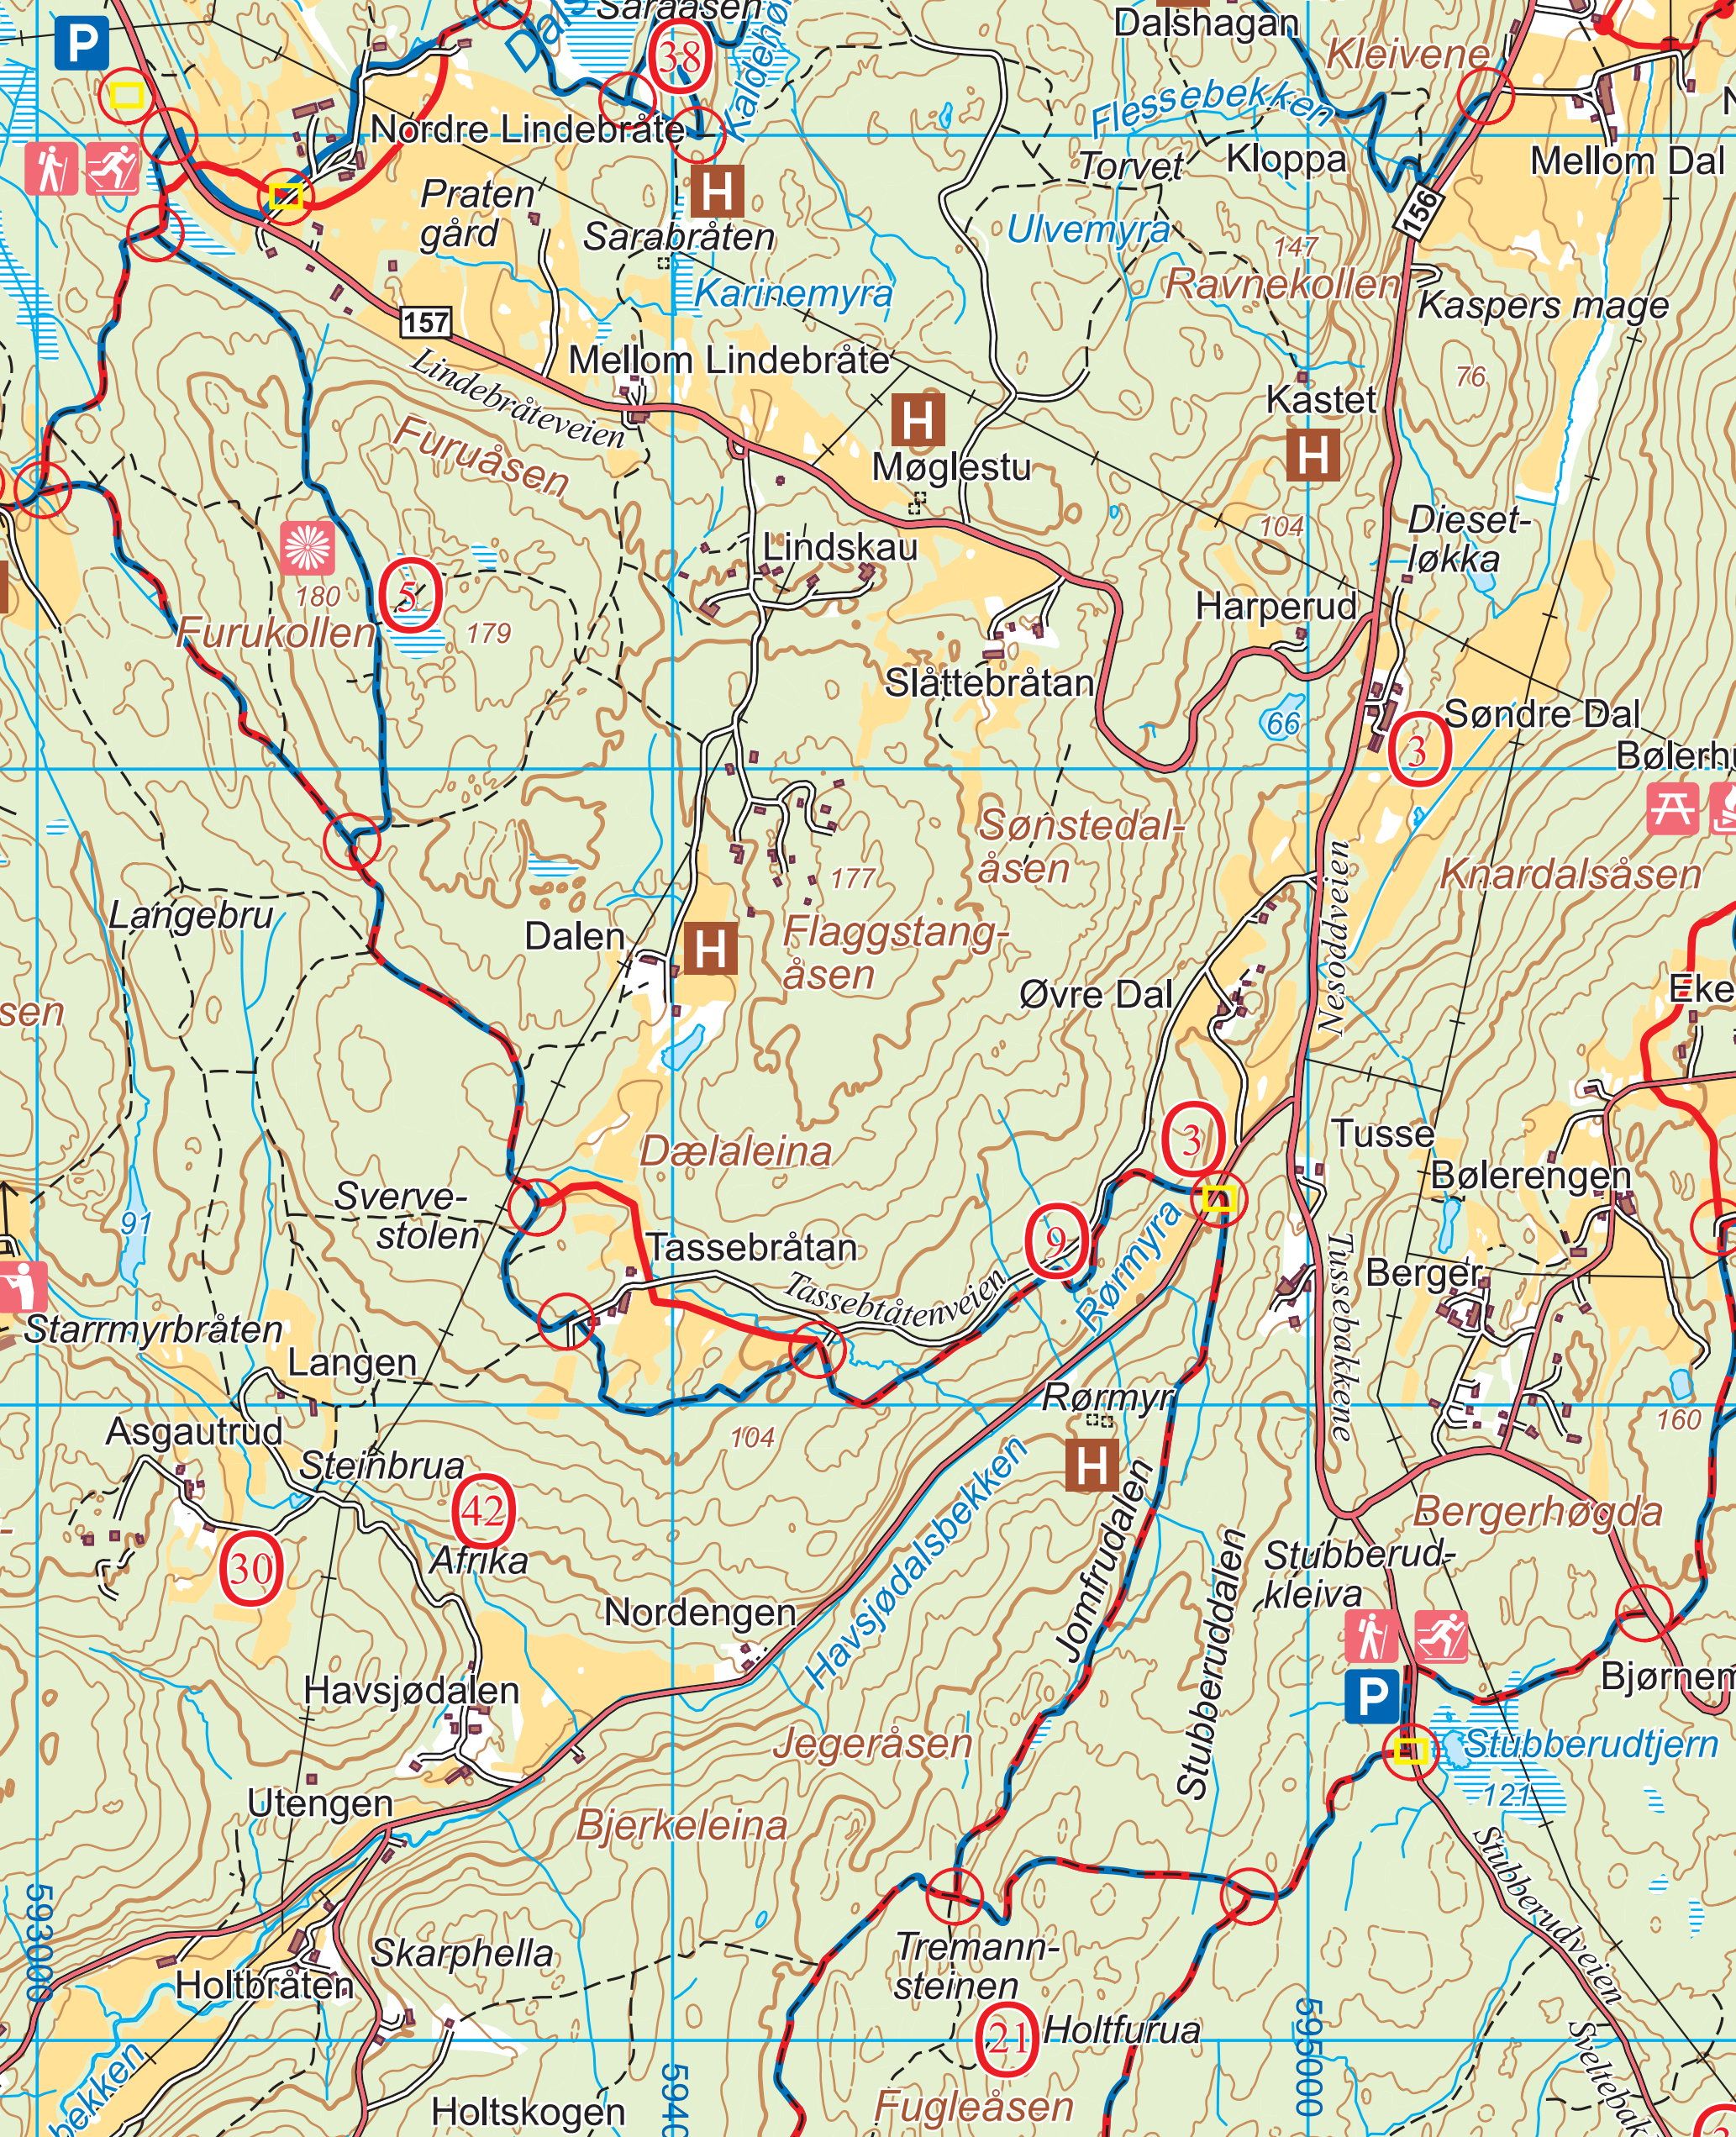 Saraåsen
Dalshagan
P
38
Kaldehø
Dals
Kleivene
Flessebekken
Nordre Lindebråte
Torvet
Kloppa
Mellom Dal
N
H
Praten
gård
156
Sarabråten
Ulvemyra
147
Ravnekollen
Karinemyra
Kaspers mage
157
Lindebråteveien
Mellom Lindebråte
76
Kastet
H
H
Furuåsen
Møglestu
104
Dieset-
løkka
Lindskau
5
180
Furukollen
179
Harperud
Slåttebråtan
66
Søndre Dal
3
Bølerhu
Sønstedal-
åsen
177
Knardalsåsen
Langebru
Dalen
H
Flaggstang-
åsen
Nesoddveien
Øvre Dal
Eke
sen
Dælaleina
3
Tusse
Bølerengen
Sverve-
stolen
91
Tassebråtan
9
Rørmyra
Tassebtåtenveien
Tussebakkene
Berger
Starrmyrbråten
Langen
Rørmyr
160
104
Asgautrud
Steinbrua
H
42
Afrika
30
Havsjødalsbekken
Jomfrudalen
Stubberuddalen
Bergerhøgda
Stubberud-
kleiva
Nordengen
Havsjødalen
P
Bjørnem
Jegeråsen
Stubberudtjern
121
Utengen
Bjerkeleina
Stubberudveien
593000
Skarphella
Tremann-
steinen
Holtbråten
21
Holtfurua
595000
Sveltebak
5940
bekken
Holtskogen
Fugleåsen